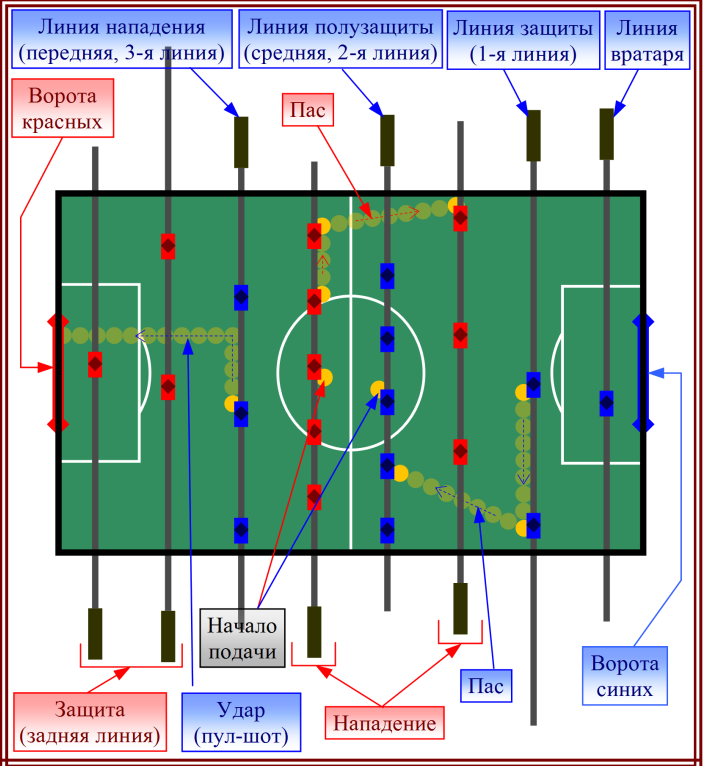 Линия нападения
(передняя, 3-я линия)
Линия полузащиты
(средняя, 2-я линия)
Линия защиты
(1-я линия)
Линия
вратаря
Ворота
красных
Пас
Начало
подачи
Защита
(задняя линия)
Удар
(пул-шот)
Нападение
Пас
Ворота
синих